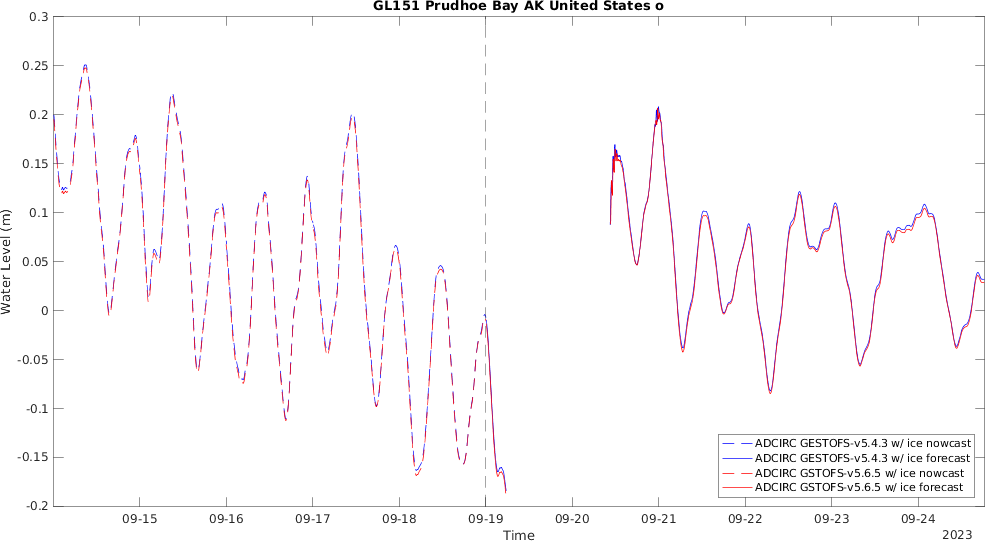 GL151 Prudhoe Bay AK United States o
0.3
0.25
0.2
0.15
0.1
0.05
0
-0.05
-0.1
-0.15
-0.2
Water Level (m)
ADCIRC GESTOFS-v5.4.3 w/ ice nowcast
ADCIRC GESTOFS-v5.4.3 w/ ice forecast
ADCIRC GSTOFS-v5.6.5 w/ ice nowcast
ADCIRC GSTOFS-v5.6.5 w/ ice forecast
09-15 09-16 09-17 09-18 09-19 09-20 09-21 09-22 09-23 09-24
Time
2023